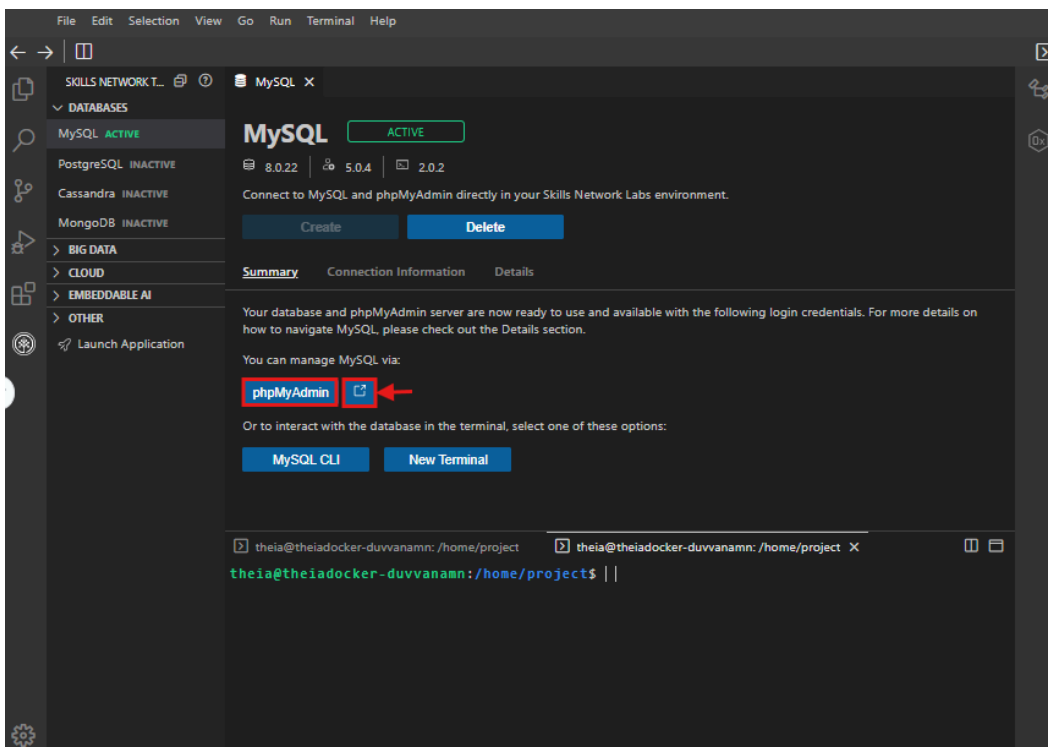 File Edit Selection View Go Run Terminal Help
SKILLS NETWORK T...
DATABASES
MySQL ACTIVE
PostgreSQL INACTIVE
Cassandra INACTIVE
MongoDB INACTIVE
BIG DATA
CLOUD
EMBEDDABLE AI
OTHER
Launch Application
MySQL
MySQL ACTIVE
8.0.22 5.0.4 2.0.2
Connect to MySQL and phpMyAdmin directly in your Skills Network Labs environment.
Create Delete
Summary Connection Information Details
Your database and phpMyAdmin server are now ready to use and available with the following login credentials. For more details on
how to navigate MySQL, please check out the Details section.
You can manage MySQL via:
phpMyAdmin
Or to interact with the database in the terminal, select one of these options:
MySQL CLI New Terminal
theia@theiadocker-duvvanamn: /home/project theia@theiadocker-duvvanamn: /home/project
theia@theiadocker-duvvanamn:/home/project$